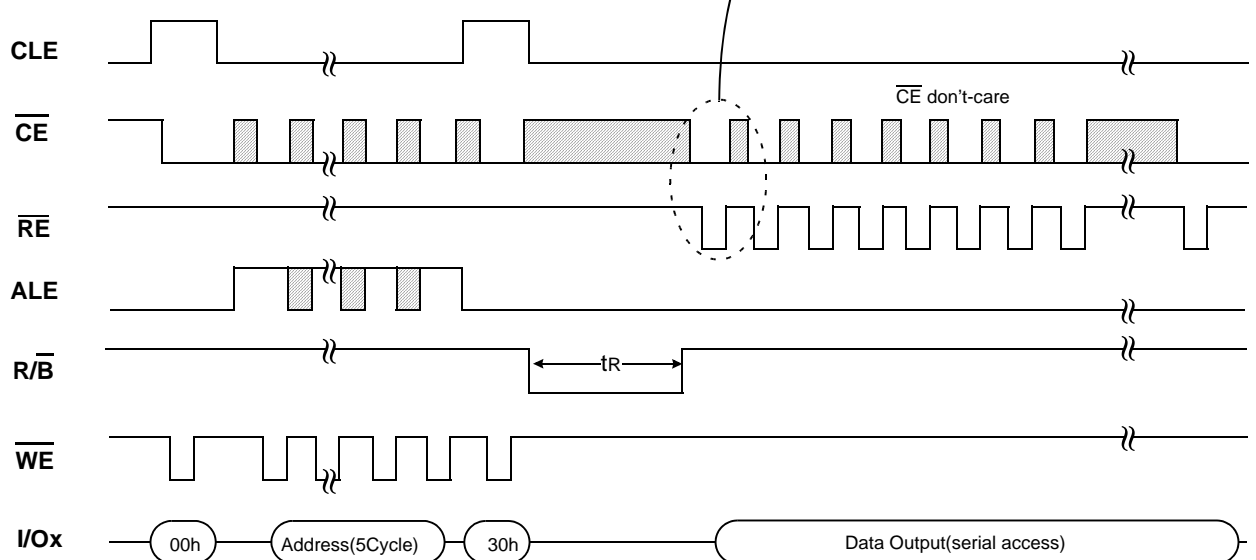 CLE
CE don't-care
CE
RE
ALE
R/B
tR
WE
I/Ox
00h
Address(5Cycle)
30h
Data Output(serial access)